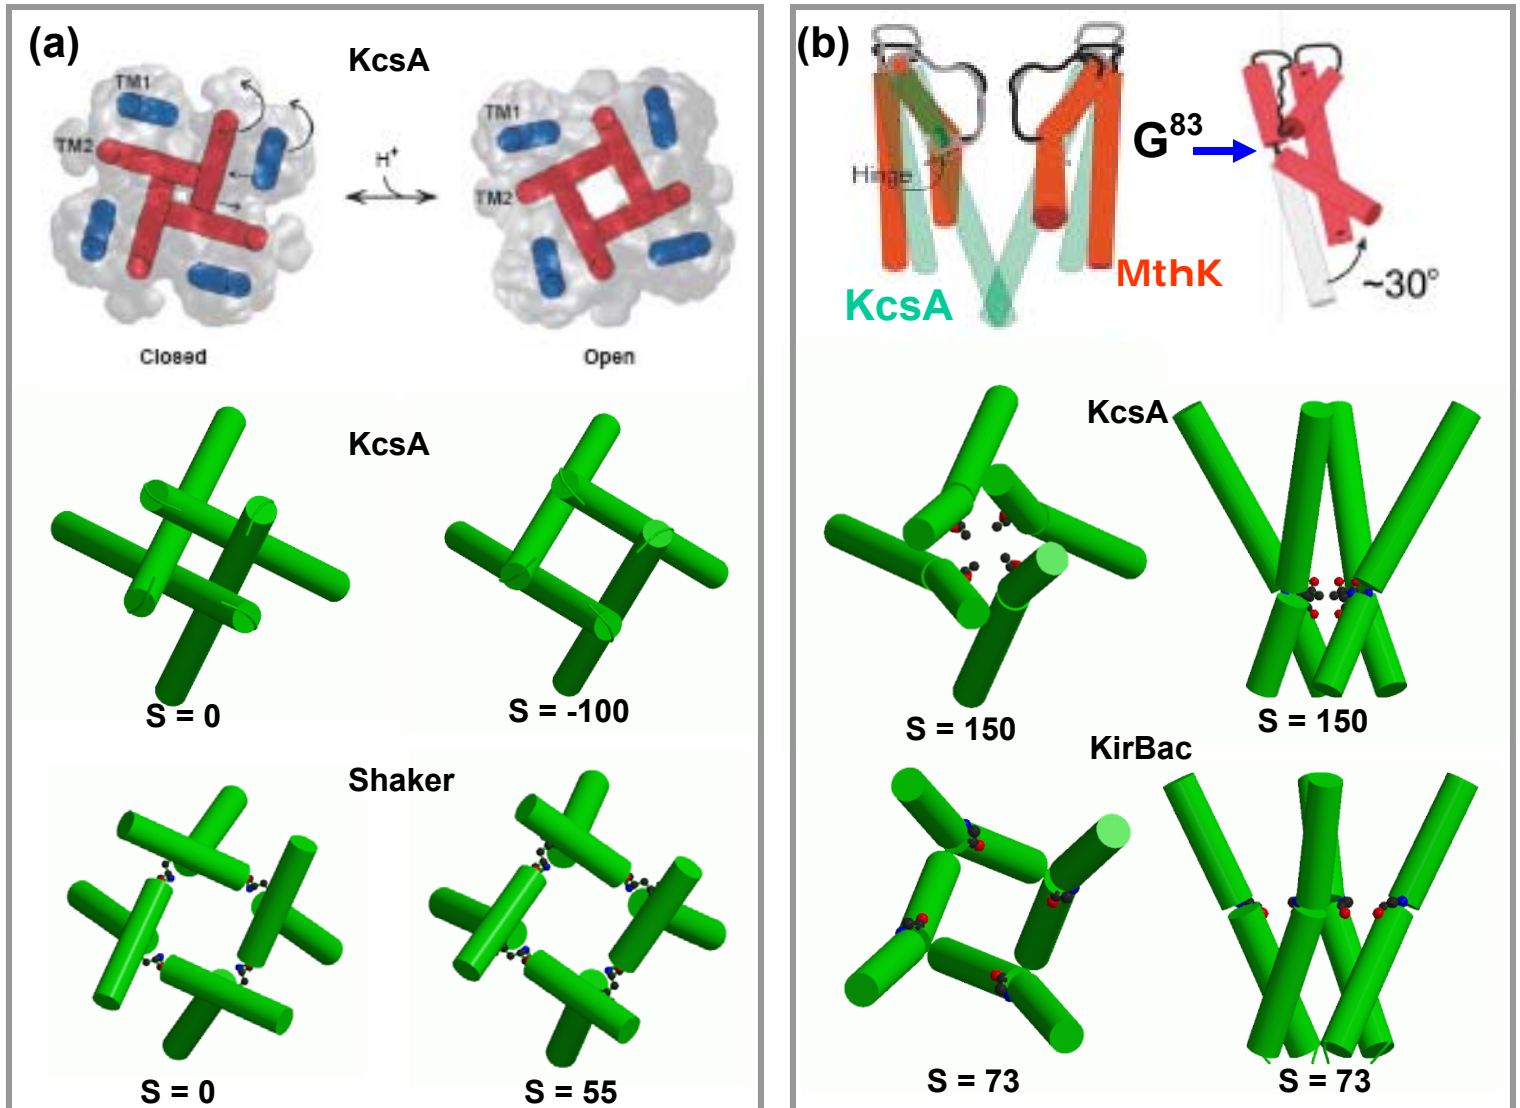 (a)
KcsA
TM1
TM2
H+
TM1
TM2
Closed
Open
KcsA
S = 0
S = -100
Shaker
S = 0
S = 55
(b)
G83
Hinge
MthK
KcsA
~30°
KcsA
S = 150
S = 150
KirBac
S = 73
S = 73